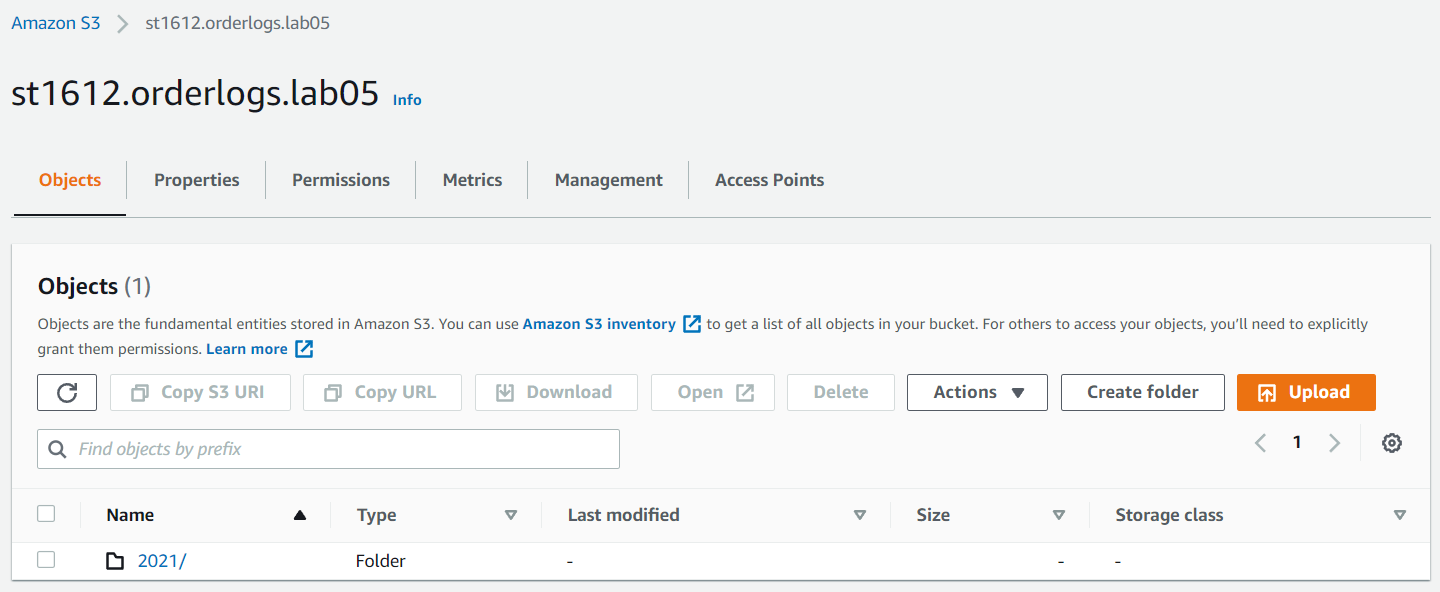 Amazon S3 st1612.orderlogs.lab05
st1612.orderlogs.lab05 Info
Objects Properties Permissions Metrics Management Access Points
Objects (1)
Objects are the fundamental entities stored in Amazon S3. You can use Amazon S3 inventory to get a list of all objects in your bucket. For others to access your objects, you'll need to explicitly
grant them permissions. Learn more
Copy S3 URI Copy URL Download Open Delete Actions Create folder Upload
Find objects by prefix 1
Name Type Last modified Size Storage class
2021/ Folder - - -